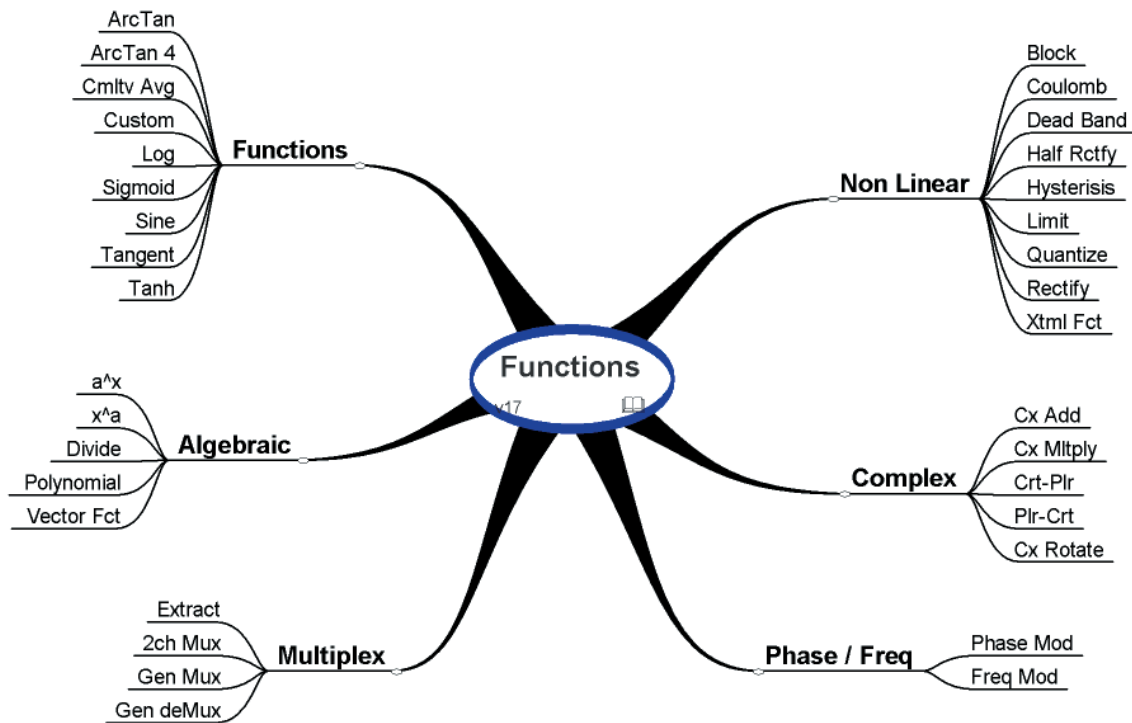 ArcTan
ArcTan 4
Cmltv Avg
Custom
Log
Sigmoid
Sine
Tangent
Tanh
Functions
Block
Coulomb
Dead Band
Half Rctfy
Hysterisis
Limit
Quantize
Rectify
Xtml Fct
Non Linear
Functions
v17
a^x
x^a
Divide
Polynomial
Vector Fct
Algebraic
Cx Add
Cx Mltply
Crt-Plr
Plr-Crt
Cx Rotate
Complex
Extract
2ch Mux
Gen Mux
Gen deMux
Multiplex
Phase / Freq
Phase Mod
Freq Mod